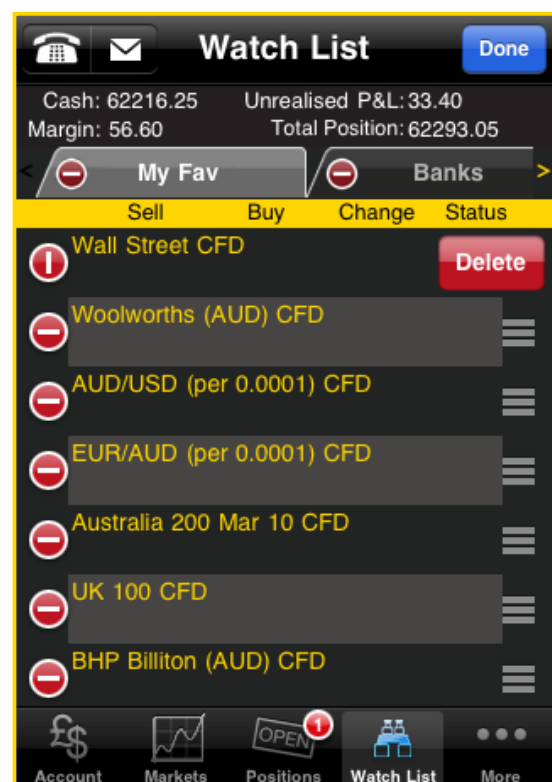 Watch List
Done
Cash: 62216.25 Unrealised P&L: 33.40
Margin: 56.60 Total Position: 62293.05
< My Fav Banks >
Sell Buy Change Status
Wall Street CFD
Delete
Woolworths (AUD) CFD
AUD/USD (per 0.0001) CFD
EUR/AUD (per 0.0001) CFD
Australia 200 Mar 10 CFD
UK 100 CFD
BHP Billiton (AUD) CFD
£$ OPEN 1
Account Markets Positions Watch List More